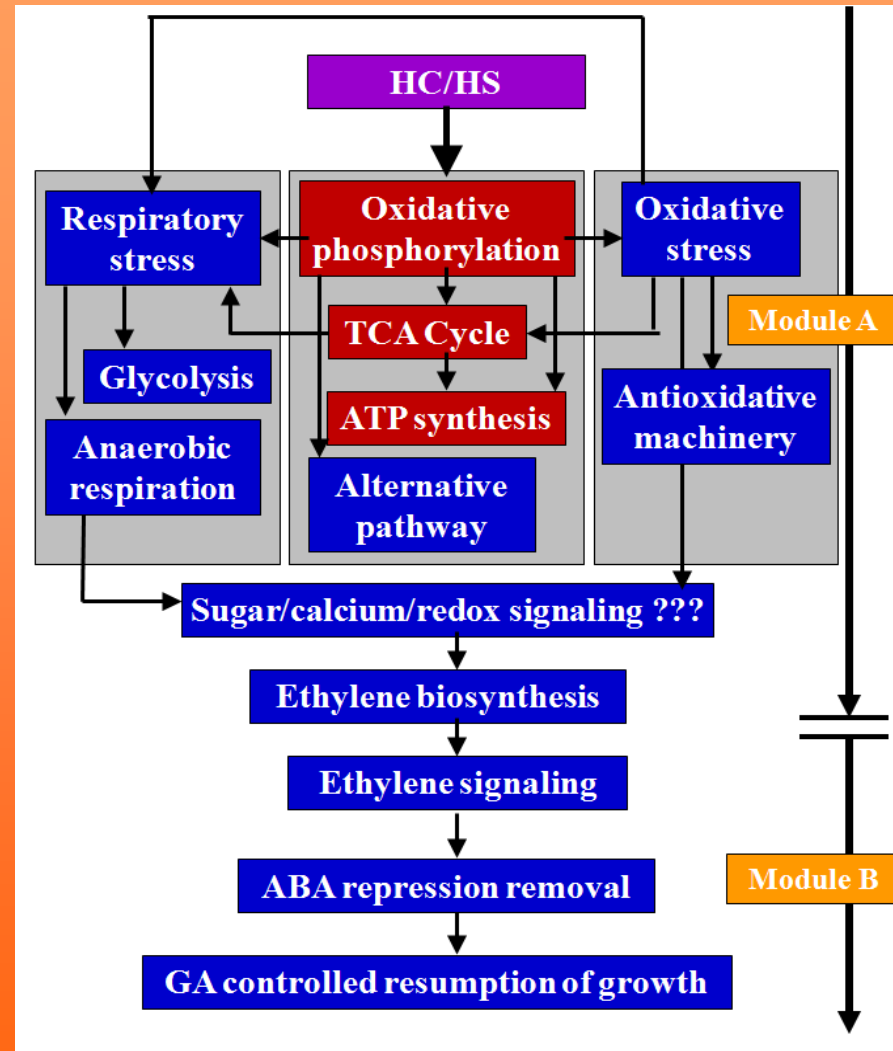 HC/HS
Respiratory
stress
Oxidative
phosphorylation
Oxidative
stress
Module A
TCA Cycle
Glycolysis
ATP synthesis
Antioxidative
machinery
Anaerobic
respiration
Alternative
pathway
Sugar/calcium/redox signaling ???
Ethylene biosynthesis
Ethylene signaling
ABA repression removal
Module B
GA controlled resumption of growth